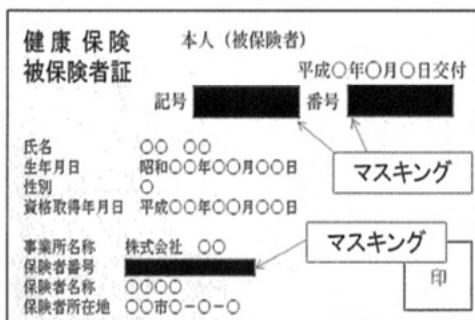 健康保険 本人（被保険者）
被保険者証
平成○年○月○日交付
記号 番号
マスキング
氏名 ○○ ○○
生年月日 昭和○○年○○月○○日
性別 ○
資格取得年月日 平成○○年○○月○○日
マスキング
事業所名称 株式会社 ○○
保険者番号
保険者名称 ○○○○
保険者所在地 ○○市○－○－○
印